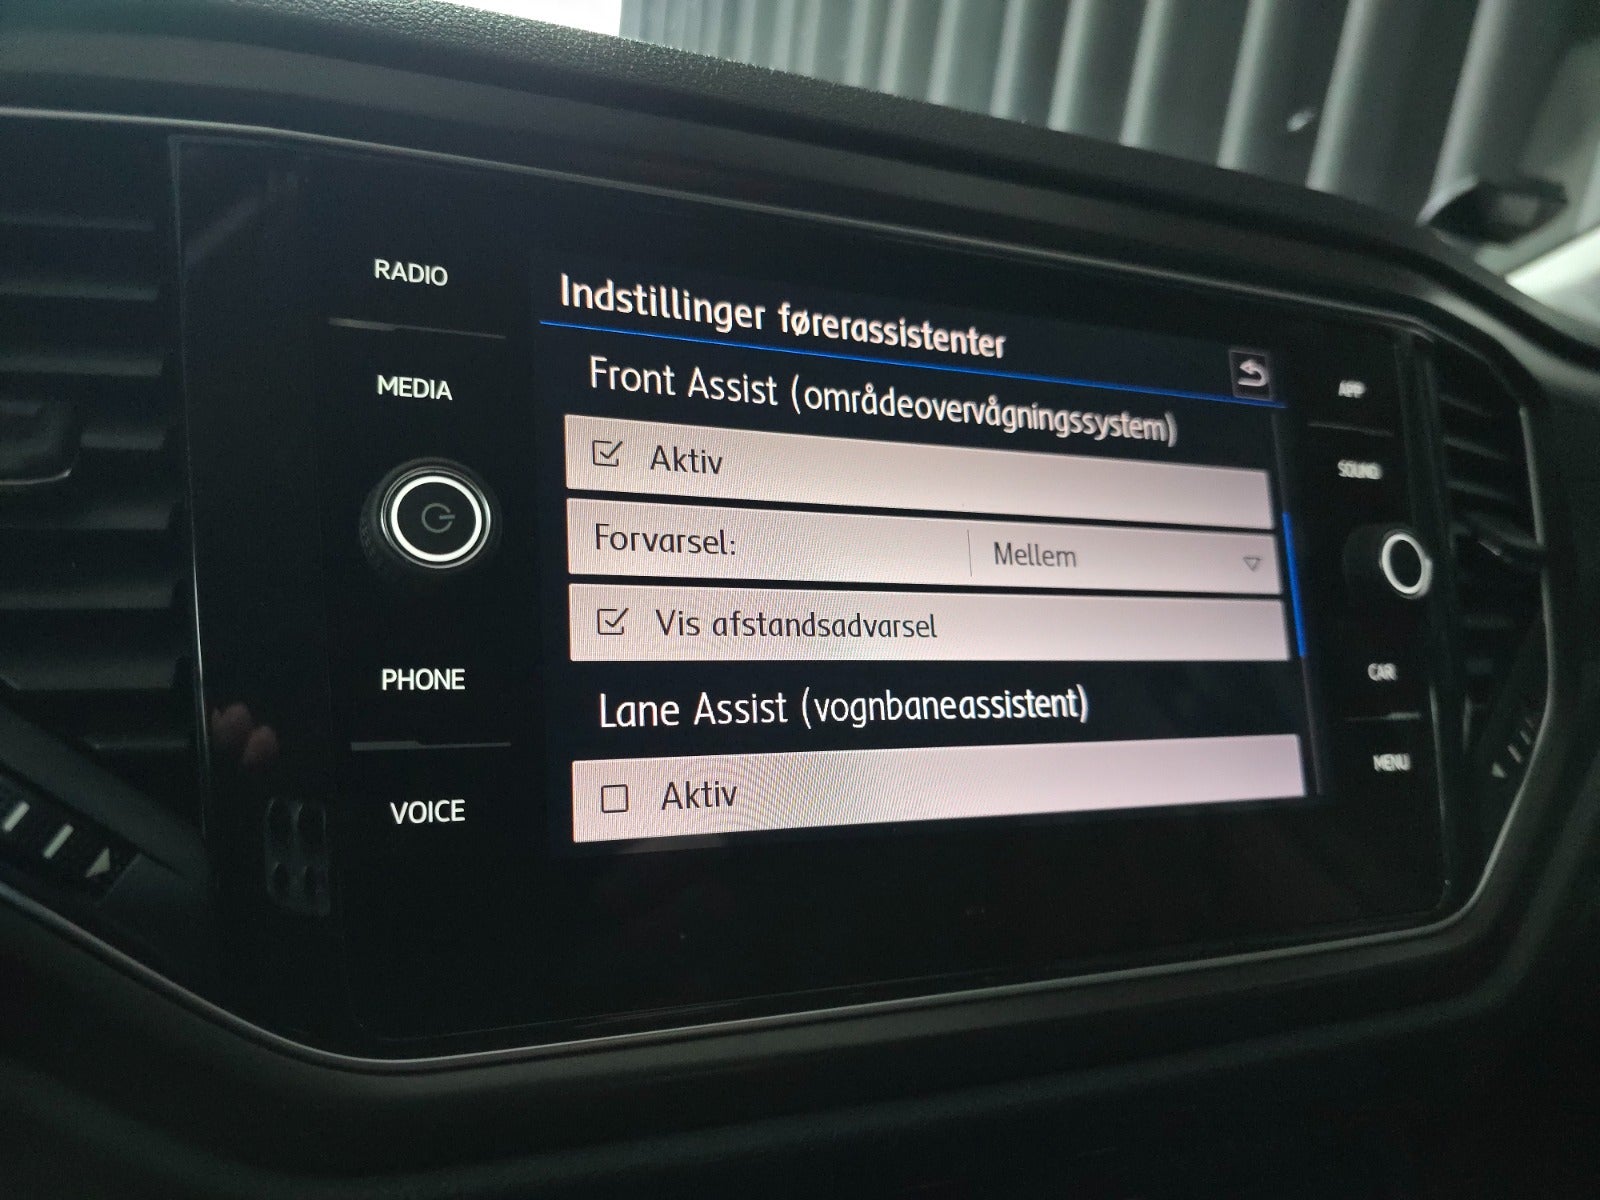 RADIO
MEDIA
PHONE
VOICE
Indstillinger førerassistenter
Front Assist (områdeovervågningssystem)
Aktiv
Forvarsel:
Mellem
Vis afstandsadvarsel
Lane Assist (vognbaneassistent)
Aktiv
APP
SOUND
CAR
MENU